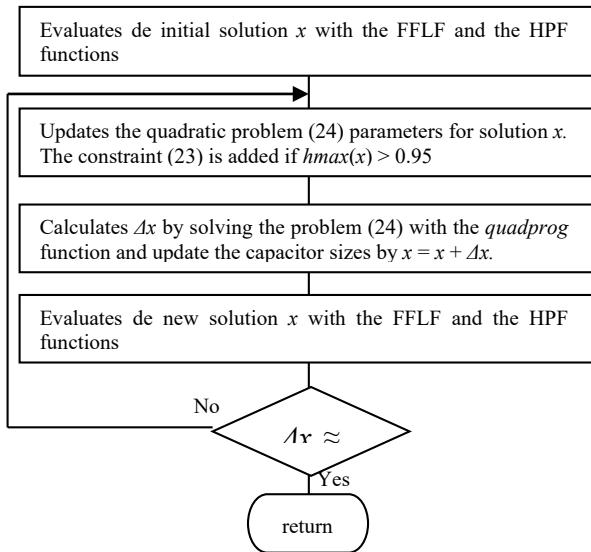 Evaluates de initial solution x with the FFLF and the HPF
functions
Updates the quadratic problem (24) parameters for solution x.
The constraint (23) is added if hmax(x) > 0.95
Calculates Δx by solving the problem (24) with the quadprog
function and update the capacitor sizes by x = x + Δx.
Evaluates de new solution x with the FFLF and the HPF
functions
No
Δx ≈
Yes
return